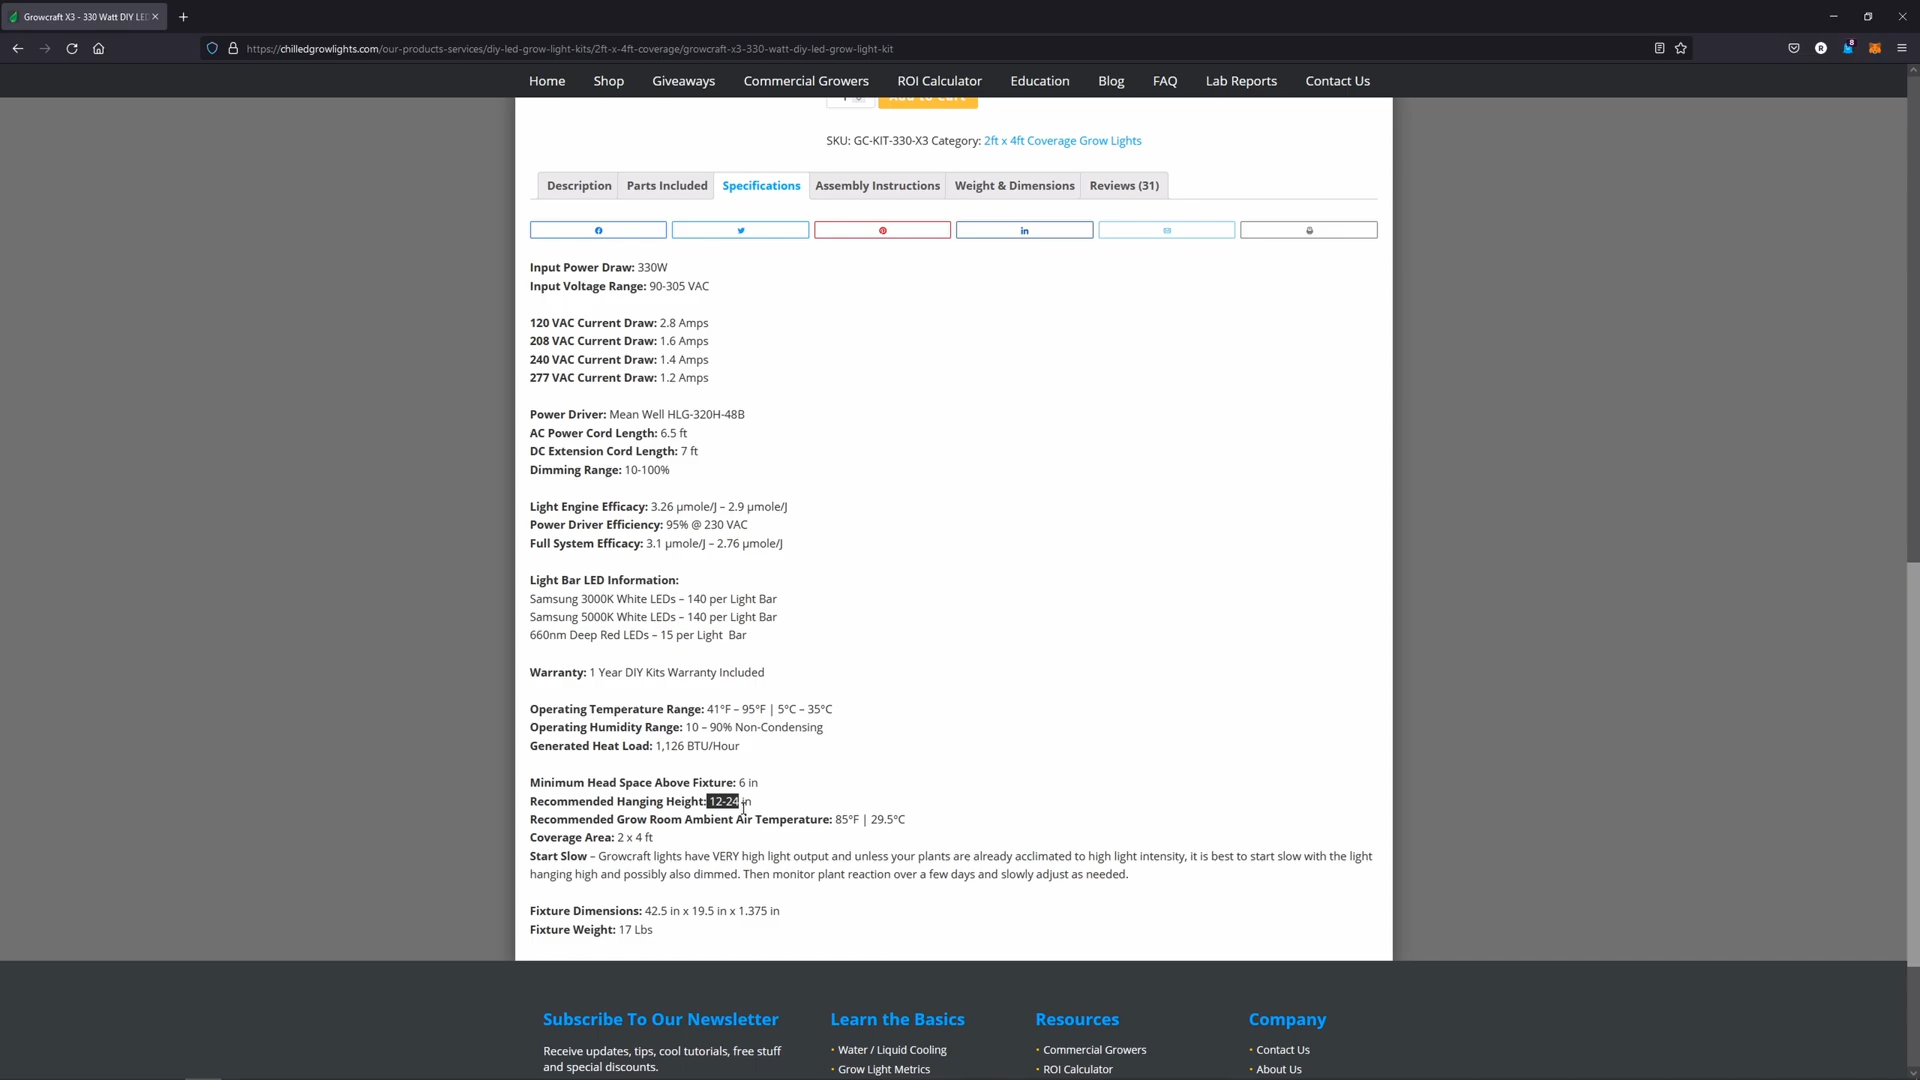 Growcraft X3 - 330 Watt DIY LED
https://chilledgrowlights.com/our-products-services/diy-led-grow-light-kits/2ft-x-4ft-coverage/growcraft-x3-330-watt-diy-led-grow-light-kit
R
8
Home Shop Giveaways Commercial Growers ROI Calculator Education Blog FAQ Lab Reports Contact Us
Add to Cart
SKU: GC-KIT-330-X3 Category: 2ft x 4ft Coverage Grow Lights
Description Parts Included Specifications Assembly Instructions Weight & Dimensions Reviews (31)
Input Power Draw: 330W
Input Voltage Range: 90-305 VAC
120 VAC Current Draw: 2.8 Amps
208 VAC Current Draw: 1.6 Amps
240 VAC Current Draw: 1.4 Amps
277 VAC Current Draw: 1.2 Amps
Power Driver: Mean Well HLG-320H-48B
AC Power Cord Length: 6.5 ft
DC Extension Cord Length: 7 ft
Dimming Range: 10-100%
Light Engine Efficacy: 3.26 µmole/J – 2.9 µmole/J
Power Driver Efficiency: 95% @ 230 VAC
Full System Efficacy: 3.1 µmole/J – 2.76 µmole/J
Light Bar LED Information:
Samsung 3000K White LEDs – 140 per Light Bar
Samsung 5000K White LEDs – 140 per Light Bar
660nm Deep Red LEDs – 15 per Light Bar
Warranty: 1 Year DIY Kits Warranty Included
Operating Temperature Range: 41°F – 95°F | 5°C – 35°C
Operating Humidity Range: 10 – 90% Non-Condensing
Generated Heat Load: 1,126 BTU/Hour
Minimum Head Space Above Fixture: 6 in
Recommended Hanging Height: 12-24 in
Recommended Grow Room Ambient Air Temperature: 85°F | 29.5°C
Coverage Area: 2 x 4 ft
Start Slow – Growcraft lights have VERY high light output and unless your plants are already acclimated to high light intensity, it is best to start slow with the light
hanging high and possibly also dimmed. Then monitor plant reaction over a few days and slowly adjust as needed.
Fixture Dimensions: 42.5 in x 19.5 in x 1.375 in
Fixture Weight: 17 Lbs
Subscribe To Our Newsletter Learn the Basics Resources Company
Receive updates, tips, cool tutorials, free stuff • Water / Liquid Cooling • Commercial Growers • Contact Us
and special discounts. • Grow Light Metrics • ROI Calculator • About Us